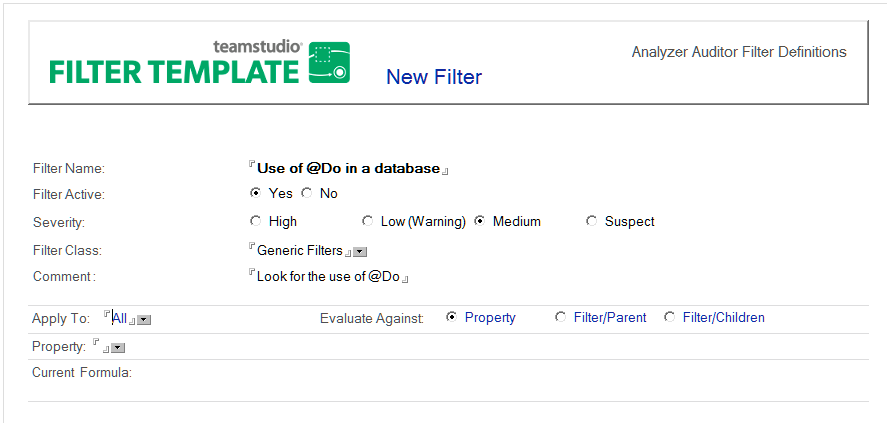 teamstudio
FILTER TEMPLATE
New Filter
Analyzer Auditor Filter Definitions
Filter Name: Use of @Do in a database
Filter Active: Yes No
Severity: High Low (Warning) Medium Suspect
Filter Class: Generic Filters
Comment : Look for the use of @Do
Apply To: All Evaluate Against: Property Filter/Parent Filter/Children
Property:
Current Formula: